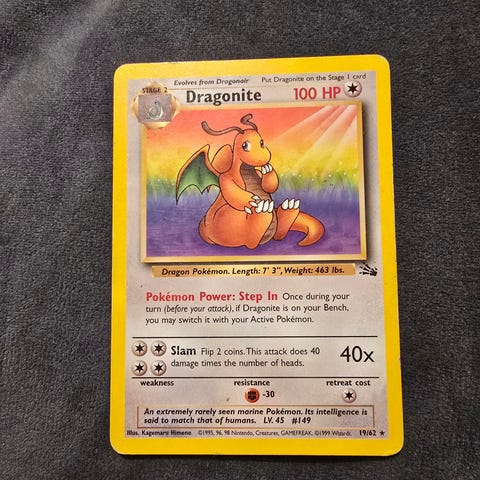 Evolves from Dragonair Put Dragonite on the Stage 1 card
STAGE 2 Dragonite 100 HP
Dragon Pokémon. Length: 7' 3", Weight: 463 lbs.
Pokémon Power: Step In Once during your
turn (before your attack), if Dragonite is on your Bench,
you may switch it with your Active Pokémon.
Slam Flip 2 coins. This attack does 40
damage times the number of heads. 40x
weakness resistance retreat cost
-30
An extremely rarely seen marine Pokémon. Its intelligence is
said to match that of humans. LV. 45 #149
Illus. Kagemaru Himeno ©1995, 96, 98 Nintendo, Creatures, GAMEFREAK. ©1999 Wizards. 19/62